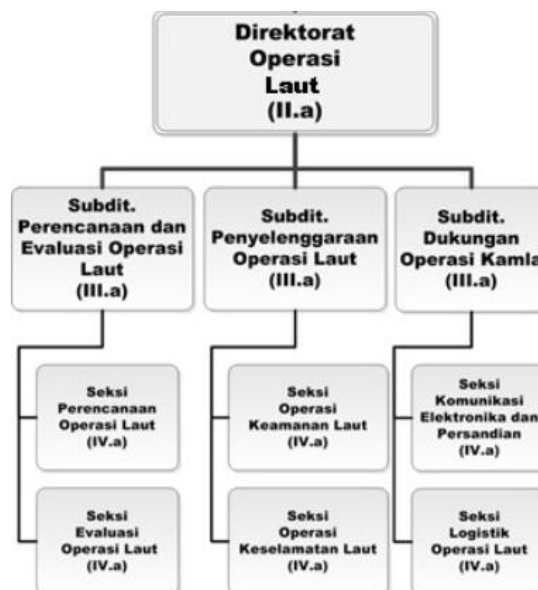 Direktorat
Operasi
Laut
(II.a)
Subdit.
Perencanaan dan
Evaluasi Operasi
Laut
(III.a)
Subdit.
Penyelenggaraan
Operasi Laut
(III.a)
Subdit.
Dukungan
Operasi Kamla
(III.a)
Seksi
Perencanaan
Operasi Laut
(IV.a)
Seksi
Operasi
Keamanan Laut
(IV.a)
Seksi
Komunikasi
Elektronika dan
Persandian
(IV.a)
Seksi
Evaluasi
Operasi Laut
(IV.a)
Seksi
Operasi
Keselamatan Laut
(IV.a)
Seksi
Logistik
Operasi Laut
(IV.a)